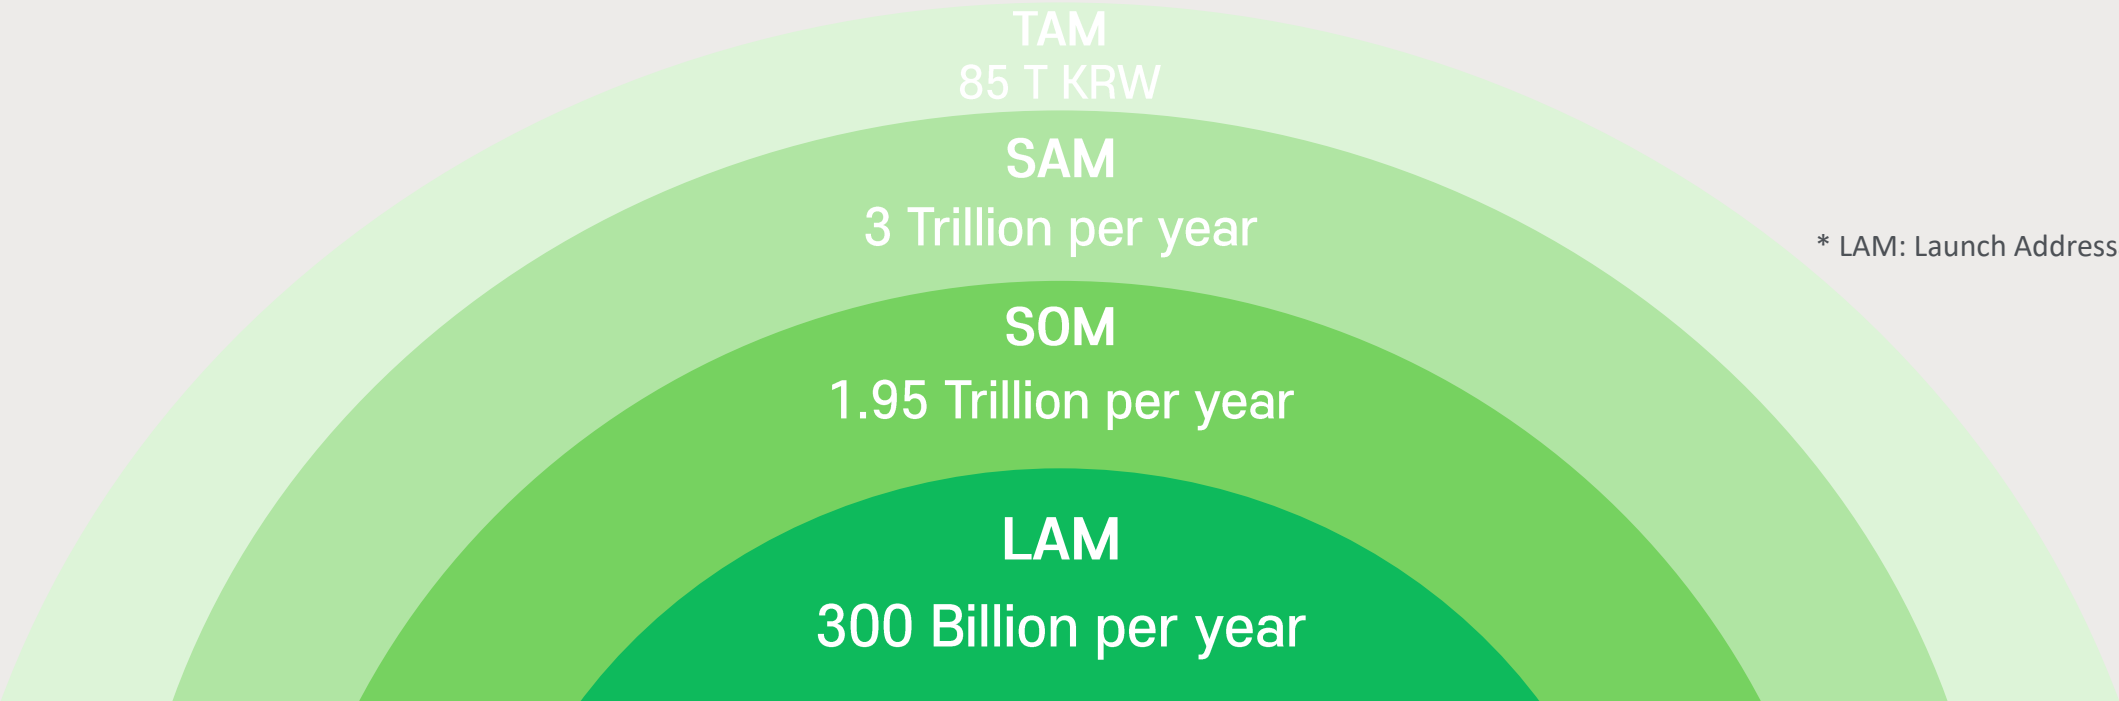 TAM
85 T KRW
SAM
3 Trillion per year
* LAM: Launch Address
SOM
1.95 Trillion per year
LAM
300 Billion per year